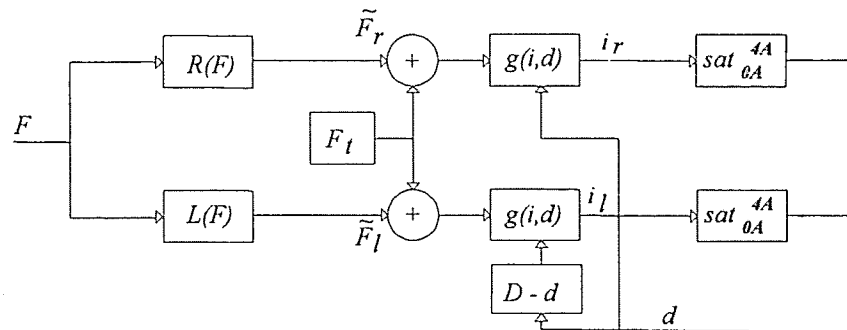 F̃r
R(F)
+
g(i,d)
ir
sat 4A 0A
F
Ft
L(F)
F̃l
+
g(i,d)
il
sat 4A 0A
D - d
d